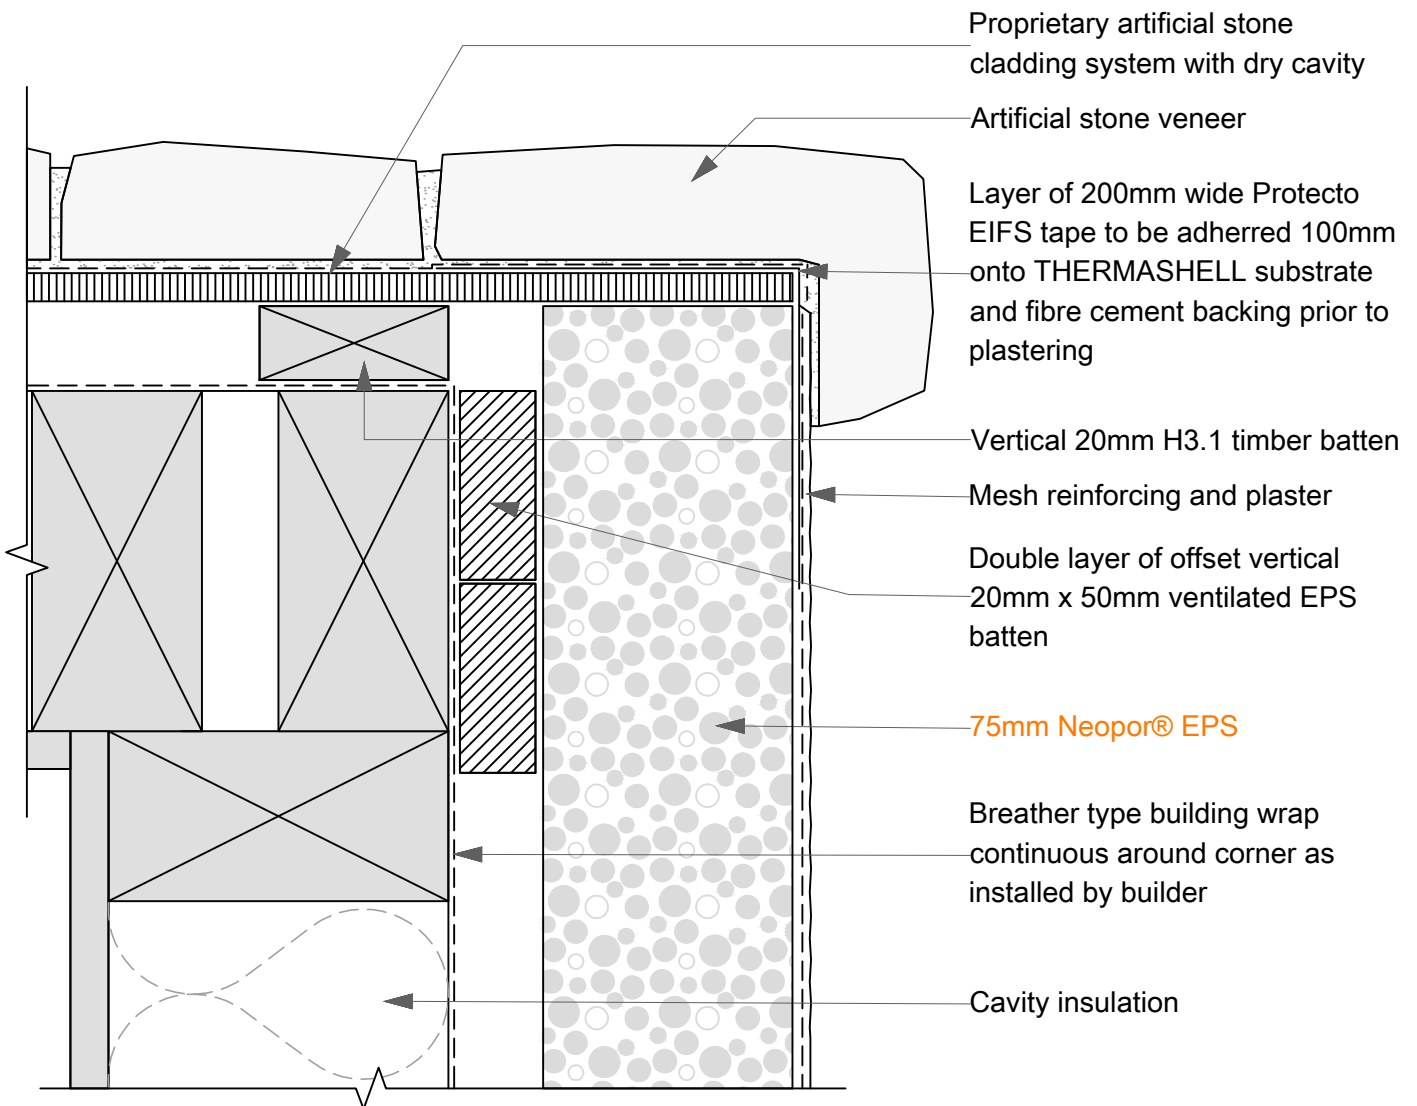 Proprietary artificial stone
cladding system with dry cavity
Artificial stone veneer
Layer of 200mm wide Protecto
EIFS tape to be adherred 100mm
onto THERMASHELL substrate
and fibre cement backing prior to
plastering
Vertical 20mm H3.1 timber batten
Mesh reinforcing and plaster
Double layer of offset vertical
20mm x 50mm ventilated EPS
batten
75mm Neopor® EPS
Breather type building wrap
continuous around corner as
installed by builder
Cavity insulation